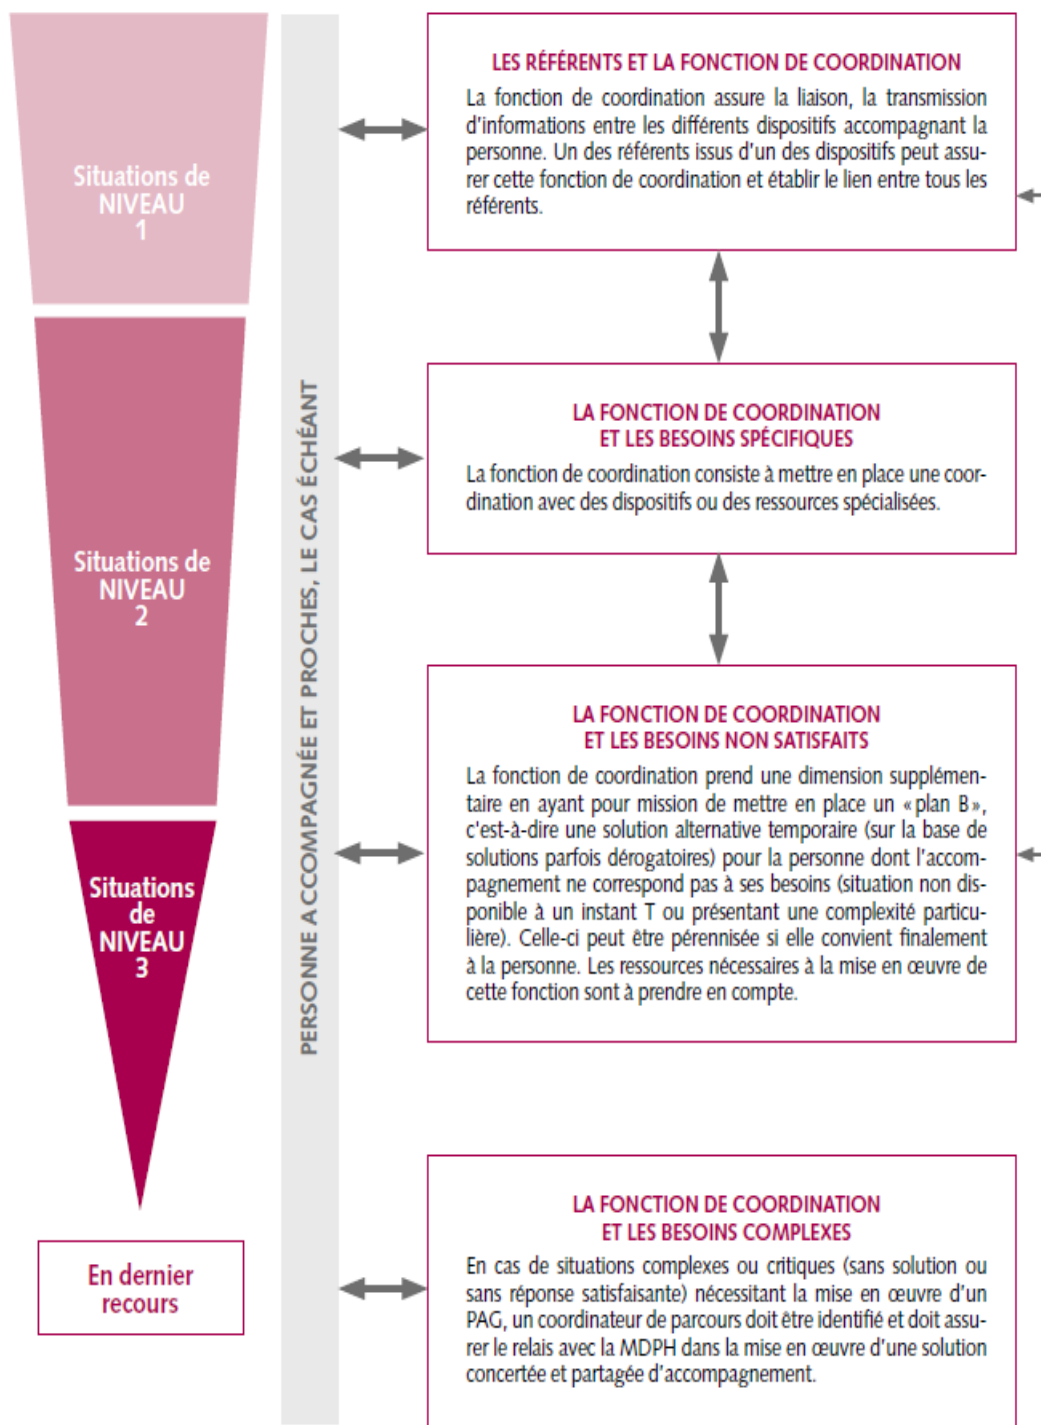 Situations de
NIVEAU
1
Situations de
NIVEAU
2
Situations
de
NIVEAU
3
En dernier
recours
PERSONNE ACCOMPAGNÉE ET PROCHES, LE CAS ÉCHÉANT
LES RÉFÉRENTS ET LA FONCTION DE COORDINATION
La fonction de coordination assure la liaison, la transmission
d'informations entre les différents dispositifs accompagnant la
personne. Un des référents issus d'un des dispositifs peut assu-
rer cette fonction de coordination et établir le lien entre tous les
référents.
LA FONCTION DE COORDINATION
ET LES BESOINS SPÉCIFIQUES
La fonction de coordination consiste à mettre en place une coor-
dination avec des dispositifs ou des ressources spécialisées.
LA FONCTION DE COORDINATION
ET LES BESOINS NON SATISFAITS
La fonction de coordination prend une dimension supplémen-
taire en ayant pour mission de mettre en place un «plan B»,
c'est-à-dire une solution alternative temporaire (sur la base de
solutions parfois dérogatoires) pour la personne dont l'accom-
pagnement ne correspond pas à ses besoins (situation non dis-
ponible à un instant T ou présentant une complexité particu-
lière). Celle-ci peut être pérennisée si elle convient finalement
à la personne. Les ressources nécessaires à la mise en œuvre de
cette fonction sont à prendre en compte.
LA FONCTION DE COORDINATION
ET LES BESOINS COMPLEXES
En cas de situations complexes ou critiques (sans solution ou
sans réponse satisfaisante) nécessitant la mise en œuvre d'un
PAG, un coordinateur de parcours doit être identifié et doit assu-
rer le relais avec la MDPH dans la mise en œuvre d'une solution
concertée et partagée d'accompagnement.